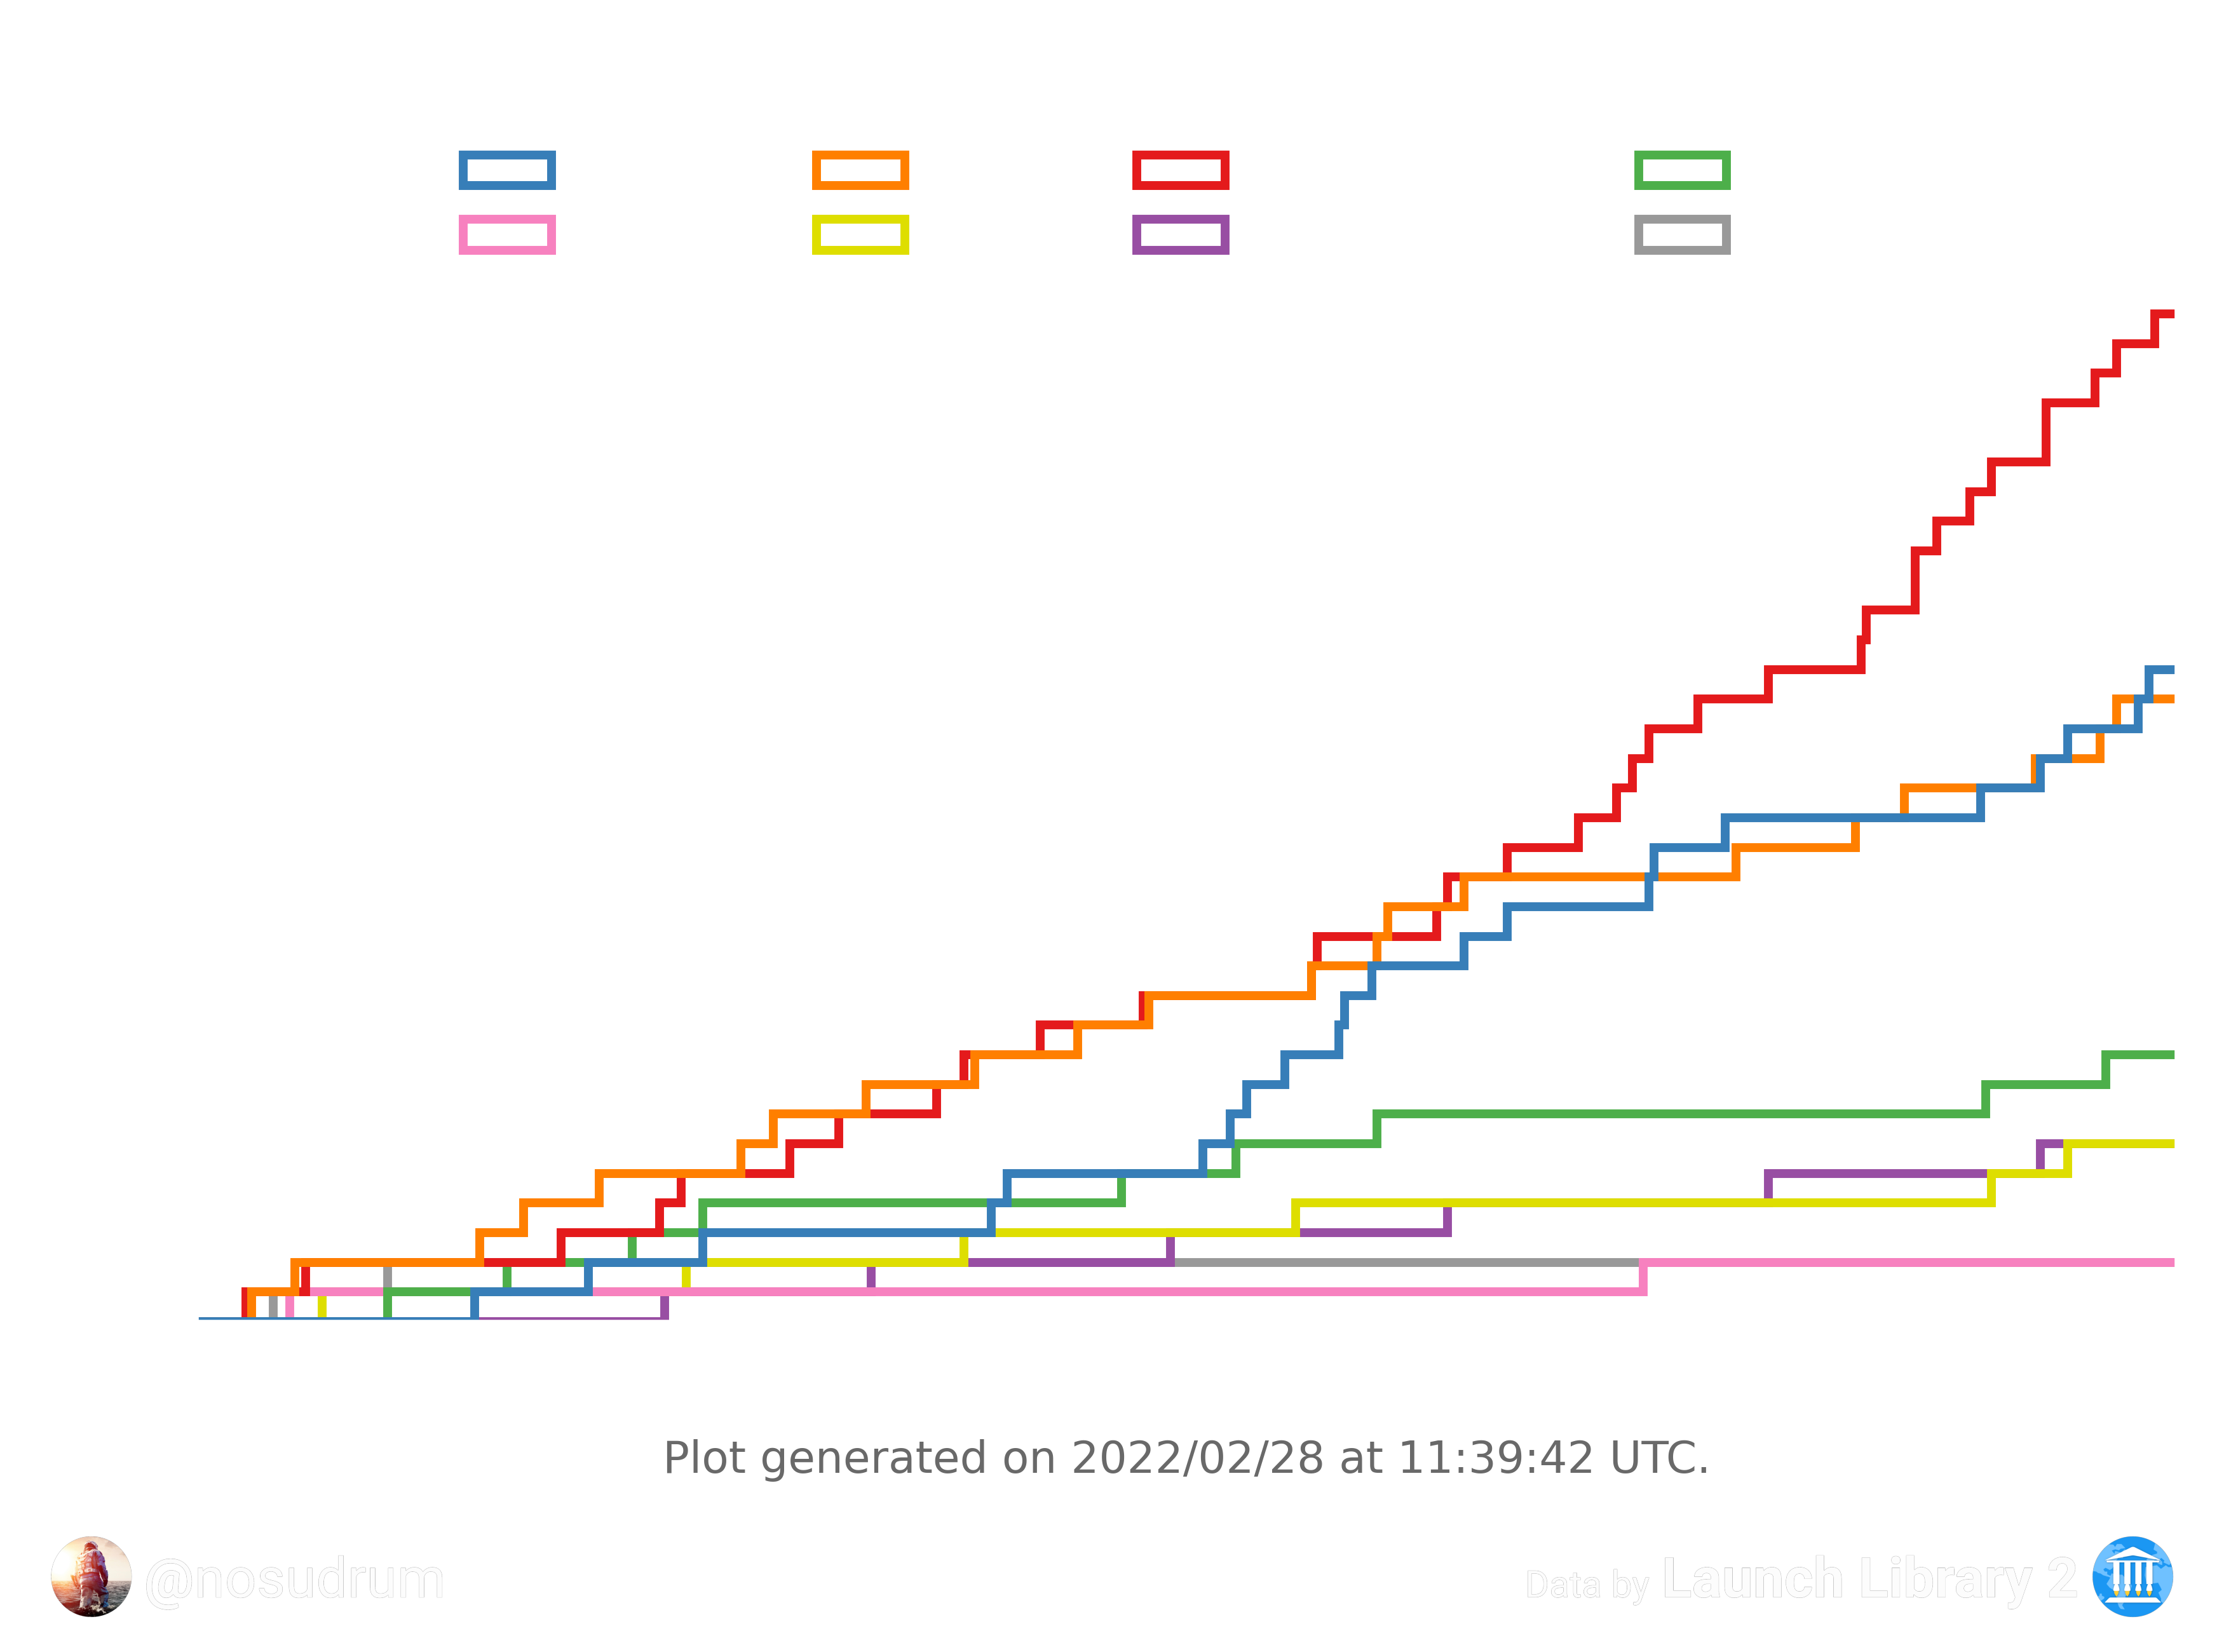 Plot generated on 2022/02/28 at 11:39:42 UTC.
@nosudrum
Data by Launch Library 2